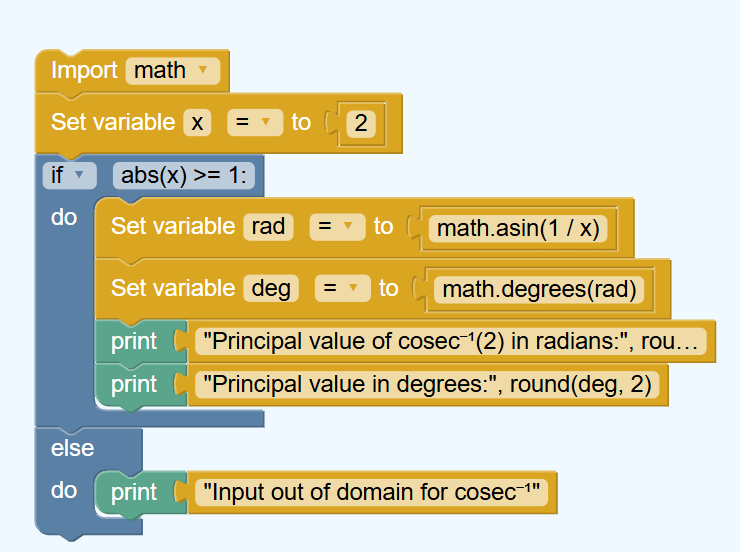 Import math
Set variable x = to 2
if abs(x) >= 1:
do Set variable rad = to math.asin(1 / x)
Set variable deg = to math.degrees(rad)
print "Principal value of cosec⁻¹(2) in radians:", rou…
print "Principal value in degrees:", round(deg, 2)
else
do print "Input out of domain for cosec⁻¹"